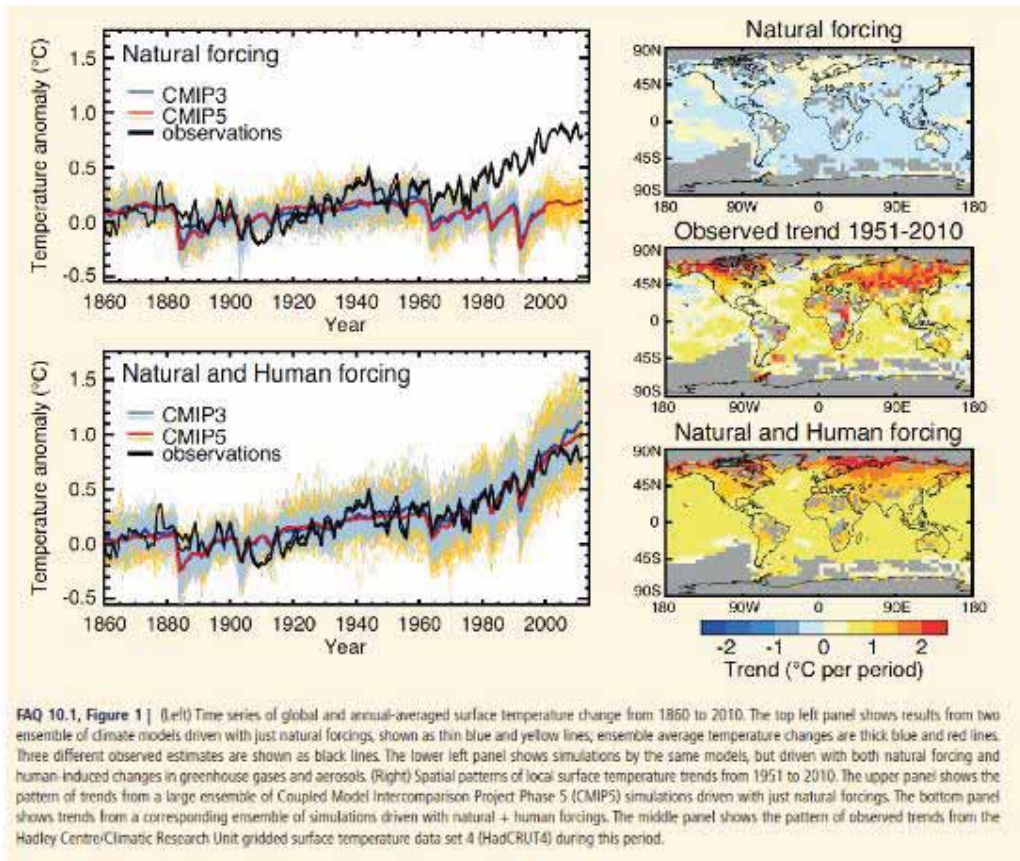 Natural forcing
CMIP3
CMIP5
observations
Temperature anomaly (°C)
1.5
1.0
0.5
0.0
-0.5
1860 1880 1900 1920 1940 1960 1980 2000
Year
Natural and Human forcing
CMIP3
CMIP5
observations
Temperature anomaly (°C)
1.5
1.0
0.5
0.0
-0.5
1860 1880 1900 1920 1940 1960 1980 2000
Year
Natural forcing
90N
45N
0
45S
90S
180 90W 0 90E 180
Observed trend 1951-2010
90N
45N
0
45S
90S
180 90W 0 90E 180
Natural and Human forcing
90N
45N
0
45S
90S
180 90W 0 90E 180
-2 -1 0 1 2
Trend (°C per period)
FAQ 10.1, Figure 1 | (Left) Time series of global and annual-averaged surface temperature change from 1860 to 2010. The top left panel shows results from two
ensemble of climate models driven with just natural forcings, shown as thin blue and yellow lines; ensemble average temperature changes are thick blue and red lines.
Three different observed estimates are shown as black lines. The lower left panel shows simulations by the same models, but driven with both natural forcing and
human-induced changes in greenhouse gases and aerosols. (Right) Spatial patterns of local surface temperature trends from 1951 to 2010. The upper panel shows the
pattern of trends from a large ensemble of Coupled Model Intercomparison Project Phase 5 (CMIP5) simulations driven with just natural forcings. The bottom panel
shows trends from a corresponding ensemble of simulations driven with natural + human forcings. The middle panel shows the pattern of observed trends from the
Hadley Centre/Climatic Research Unit gridded surface temperature data set 4 (HadCRUT4) during this period.